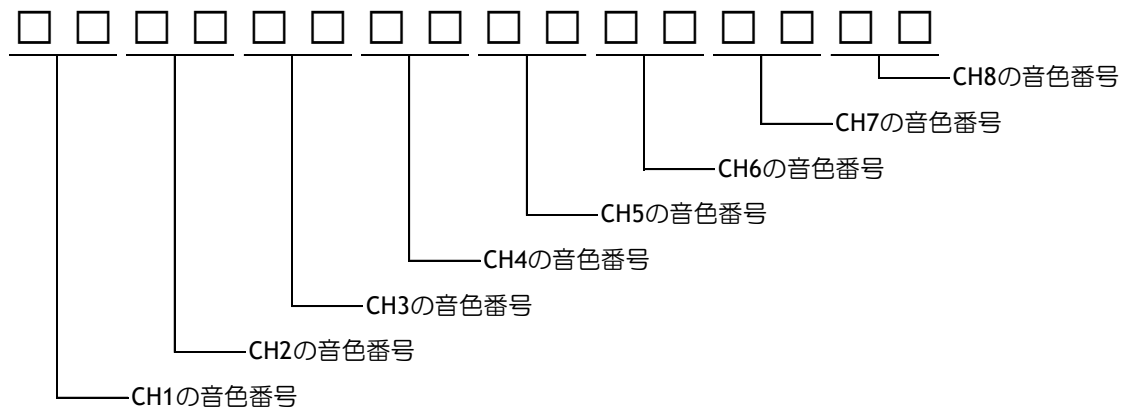 □ □ □ □ □ □ □ □ □ □ □ □ □ □ □ □
CH8の音色番号
CH7の音色番号
CH6の音色番号
CH5の音色番号
CH4の音色番号
CH3の音色番号
CH2の音色番号
CH1の音色番号